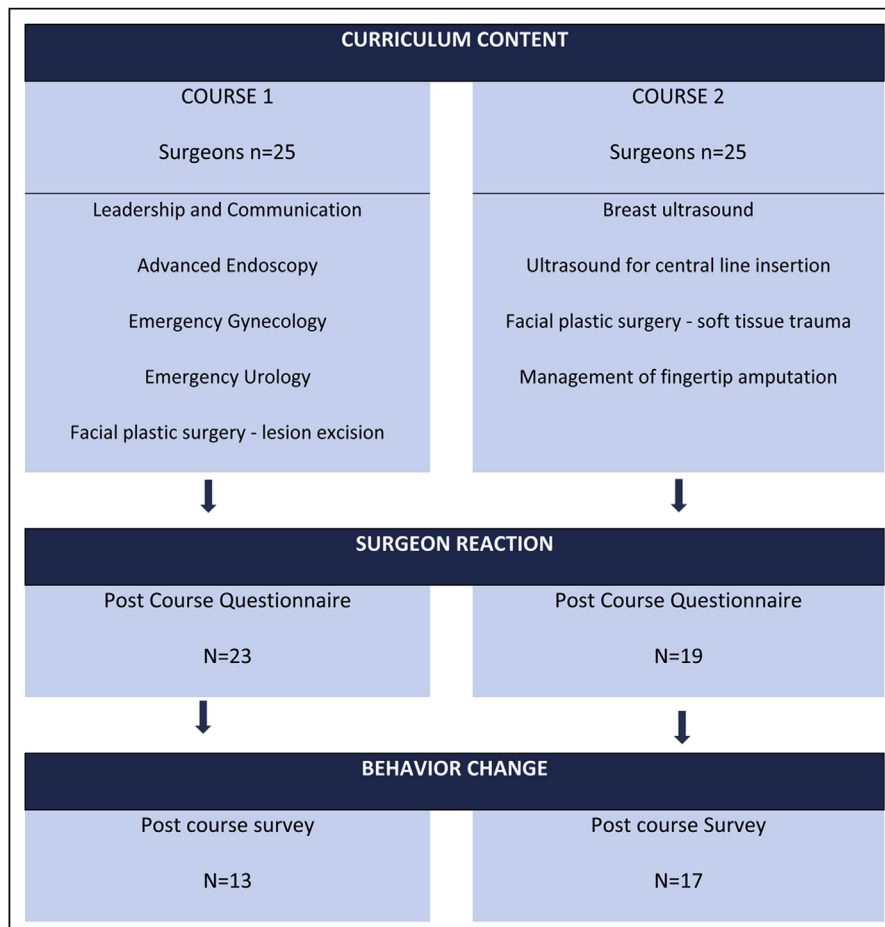 CURRICULUM CONTENT
COURSE 1
Surgeons n=25
Leadership and Communication
Advanced Endoscopy
Emergency Gynecology
Emergency Urology
Facial plastic surgery - lesion excision
COURSE 2
Surgeons n=25
Breast ultrasound
Ultrasound for central line insertion
Facial plastic surgery - soft tissue trauma
Management of fingertip amputation
SURGEON REACTION
Post Course Questionnaire
N=23
Post Course Questionnaire
N=19
BEHAVIOR CHANGE
Post course survey
N=13
Post course Survey
N=17